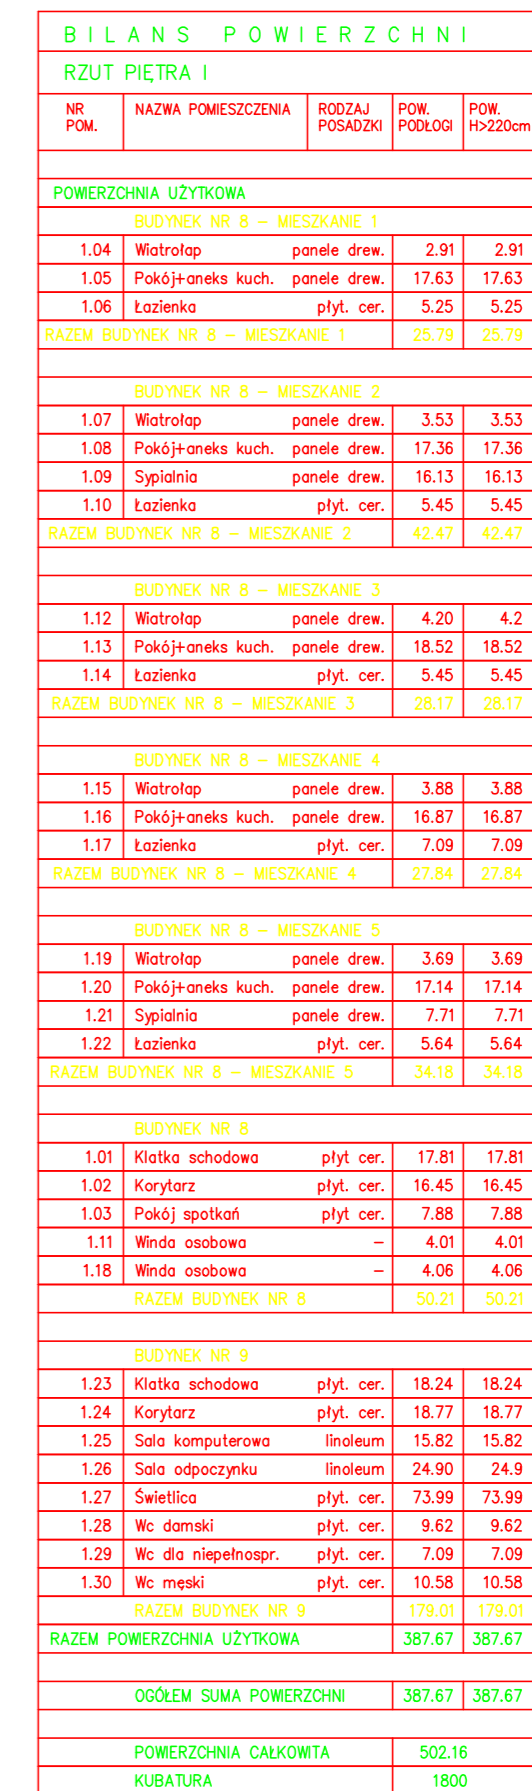 BILANS POWIERZCHNI
RZUT PIĘTRA I
NR POM. NAZWA POMIESZCZENIA RODZAJ POSADZKI POW. PODŁOGI POW. H>220cm
POWIERZCHNIA UŻYTKOWA
BUDYNEK NR 8 – MIESZKANIE 1
1.04 Wiatrołap panele drew. 2.91 2.91
1.05 Pokój+aneks kuch. panele drew. 17.63 17.63
1.06 Łazienka płyt. cer. 5.25 5.25
RAZEM BUDYNEK NR 8 – MIESZKANIE 1 25.79 25.79
BUDYNEK NR 8 – MIESZKANIE 2
1.07 Wiatrołap panele drew. 3.53 3.53
1.08 Pokój+aneks kuch. panele drew. 17.36 17.36
1.09 Sypialnia panele drew. 16.13 16.13
1.10 Łazienka płyt. cer. 5.45 5.45
RAZEM BUDYNEK NR 8 – MIESZKANIE 2 42.47 42.47
BUDYNEK NR 8 – MIESZKANIE 3
1.12 Wiatrołap panele drew. 4.20 4.2
1.13 Pokój+aneks kuch. panele drew. 18.52 18.52
1.14 Łazienka płyt. cer. 5.45 5.45
RAZEM BUDYNEK NR 8 – MIESZKANIE 3 28.17 28.17
BUDYNEK NR 8 – MIESZKANIE 4
1.15 Wiatrołap panele drew. 3.88 3.88
1.16 Pokój+aneks kuch. panele drew. 16.87 16.87
1.17 Łazienka płyt. cer. 7.09 7.09
RAZEM BUDYNEK NR 8 – MIESZKANIE 4 27.84 27.84
BUDYNEK NR 8 – MIESZKANIE 5
1.19 Wiatrołap panele drew. 3.69 3.69
1.20 Pokój+aneks kuch. panele drew. 17.14 17.14
1.21 Sypialnia panele drew. 7.71 7.71
1.22 Łazienka płyt. cer. 5.64 5.64
RAZEM BUDYNEK NR 8 – MIESZKANIE 5 34.18 34.18
BUDYNEK NR 8
1.01 Klatka schodowa płyt cer. 17.81 17.81
1.02 Korytarz płyt. cer. 16.45 16.45
1.03 Pokój spotkań płyt cer. 7.88 7.88
1.11 Winda osobowa – 4.01 4.01
1.18 Winda osobowa – 4.06 4.06
RAZEM BUDYNEK NR 8 50.21 50.21
BUDYNEK NR 9
1.23 Klatka schodowa płyt. cer. 18.24 18.24
1.24 Korytarz płyt. cer. 18.77 18.77
1.25 Sala komputerowa linoleum 15.82 15.82
1.26 Sala odpoczynku linoleum 24.90 24.9
1.27 Świetlica płyt. cer. 73.99 73.99
1.28 Wc damski płyt. cer. 9.62 9.62
1.29 Wc dla niepełnospr. płyt. cer. 7.09 7.09
1.30 Wc męski płyt. cer. 10.58 10.58
RAZEM BUDYNEK NR 9 179.01 179.01
RAZEM POWIERZCHNIA UŻYTKOWA 387.67 387.67
OGÓŁEM SUMA POWIERZCHNI 387.67 387.67
POWIERZCHNIA CAŁKOWITA 502.16
KUBATURA 1800